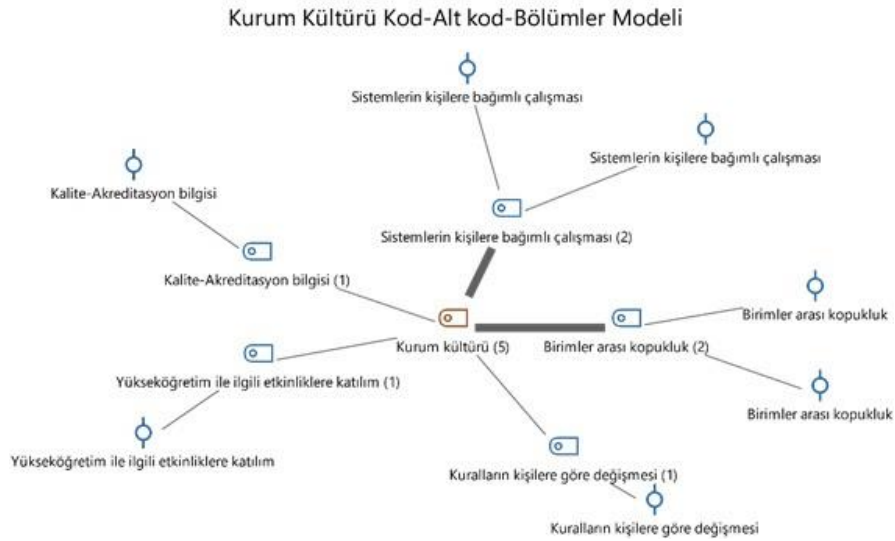 Kurum Kültürü Kod-Alt kod-Bölümler Modeli
Sistemlerin kişilere bağımlı çalışması
Sistemlerin kişilere bağımlı çalışması
Kalite-Akreditasyon bilgisi
Sistemlerin kişilere bağımlı çalışması (2)
Kalite-Akreditasyon bilgisi (1)
Birimler arası kopukluk
Kurum kültürü (5)
Birimler arası kopukluk (2)
Yükseköğretim ile ilgili etkinliklere katılım (1)
Birimler arası kopukluk
Yükseköğretim ile ilgili etkinliklere katılım
Kuralların kişilere göre değişmesi (1)
Kuralların kişilere göre değişmesi